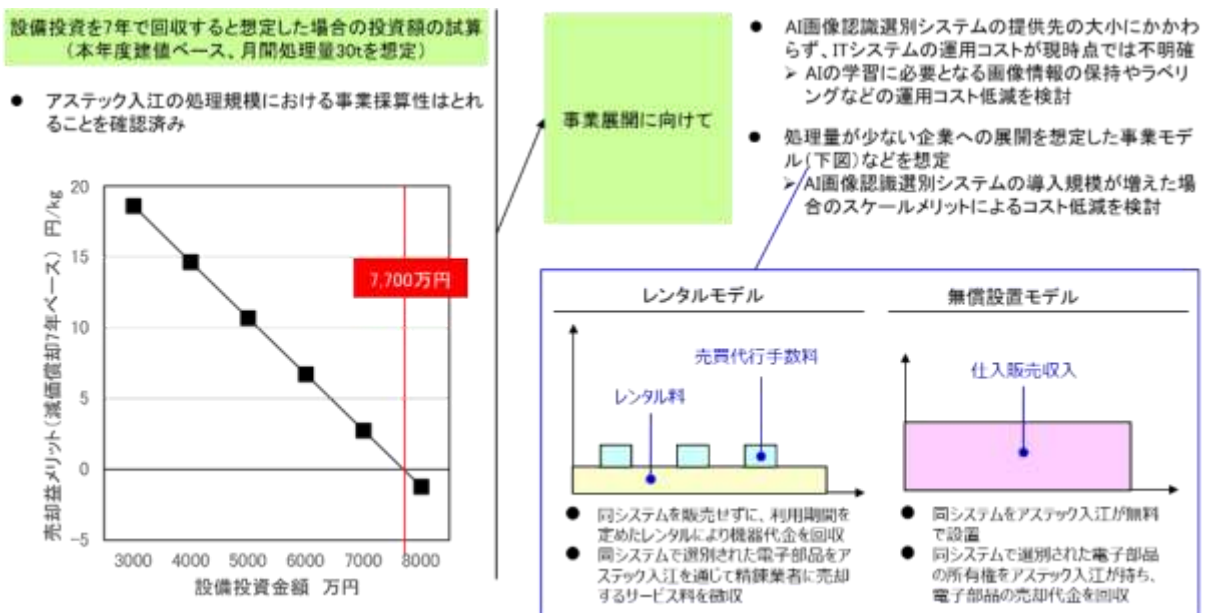 設備投資を7年で回収すると想定した場合の投資額の試算
(本年度建値ベース、月間処理量30tを想定)
● アステック入江の処理規模における事業採算性はとれ
ることを確認済み
売却益メリット(減価償却7年ベース) 円/kg
20
15
10
5
0
-5
7,700万円
3000 4000 5000 6000 7000 8000
設備投資金額 万円
事業展開に向けて
● AI画像認識選別システムの提供先の大小にかかわ
らず、ITシステムの運用コストが現時点では不明確
➢ AIの学習に必要となる画像情報の保持やラベリ
ングなどの運用コスト低減を検討
● 処理量が少ない企業への展開を想定した事業モデ
ル(下図)などを想定
➢ AI画像認識選別システムの導入規模が増えた場
合のスケールメリットによるコスト低減を検討
レンタルモデル
売買代行手数料
レンタル料
● 同システムを販売せずに、利用期間を
定めたレンタルにより機器代金を回収
● 同システムで選別された電子部品をア
ステック入江を通じて精錬業者に売却
するサービス料を徴収
無償設置モデル
仕入販売収入
● 同システムをアステック入江が無料
で設置
● 同システムで選別された電子部品
の所有権をアステック入江が持ち、
電子部品の売却代金を回収